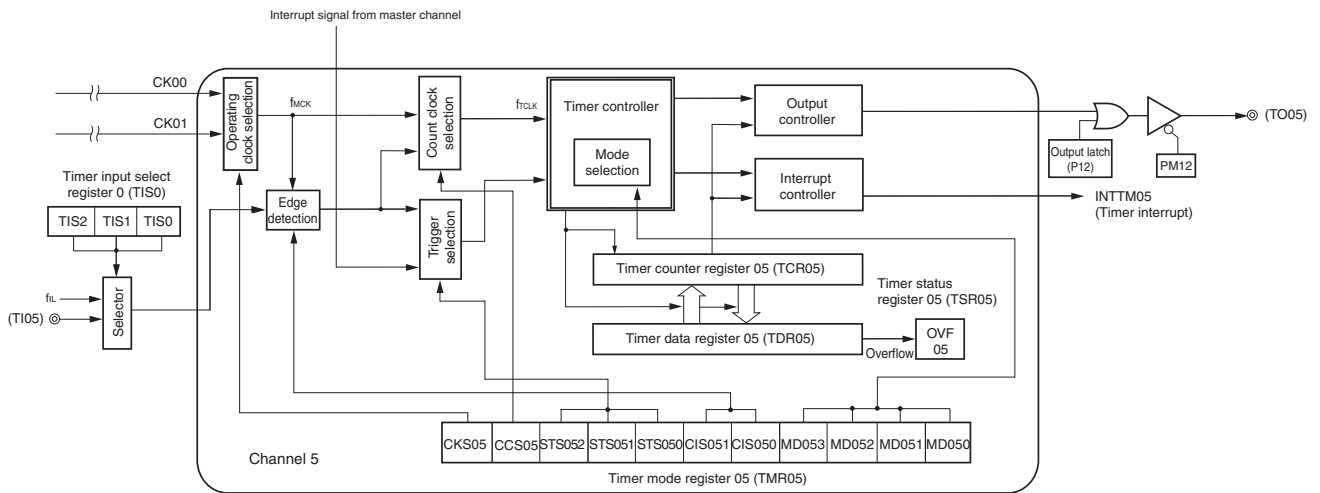 Interrupt signal from master channel
CK00
CK01
Operating
clock selection
fMCK
Count clock
selection
fTCLK
Timer controller
Mode
selection
Output
controller
Interrupt
controller
Output latch
(P12)
PM12
(TO05)
INTTM05
(Timer interrupt)
Timer input select
register 0 (TIS0)
TIS2 TIS1 TIS0
Edge
detection
Trigger
selection
fIL
(TI05)
Selector
Timer counter register 05 (TCR05)
Timer status
register 05 (TSR05)
Timer data register 05 (TDR05)
Overflow
OVF
05
CKS05 CCS05 STS052 STS051 STS050 CIS051 CIS050 MD053 MD052 MD051 MD050
Channel 5
Timer mode register 05 (TMR05)